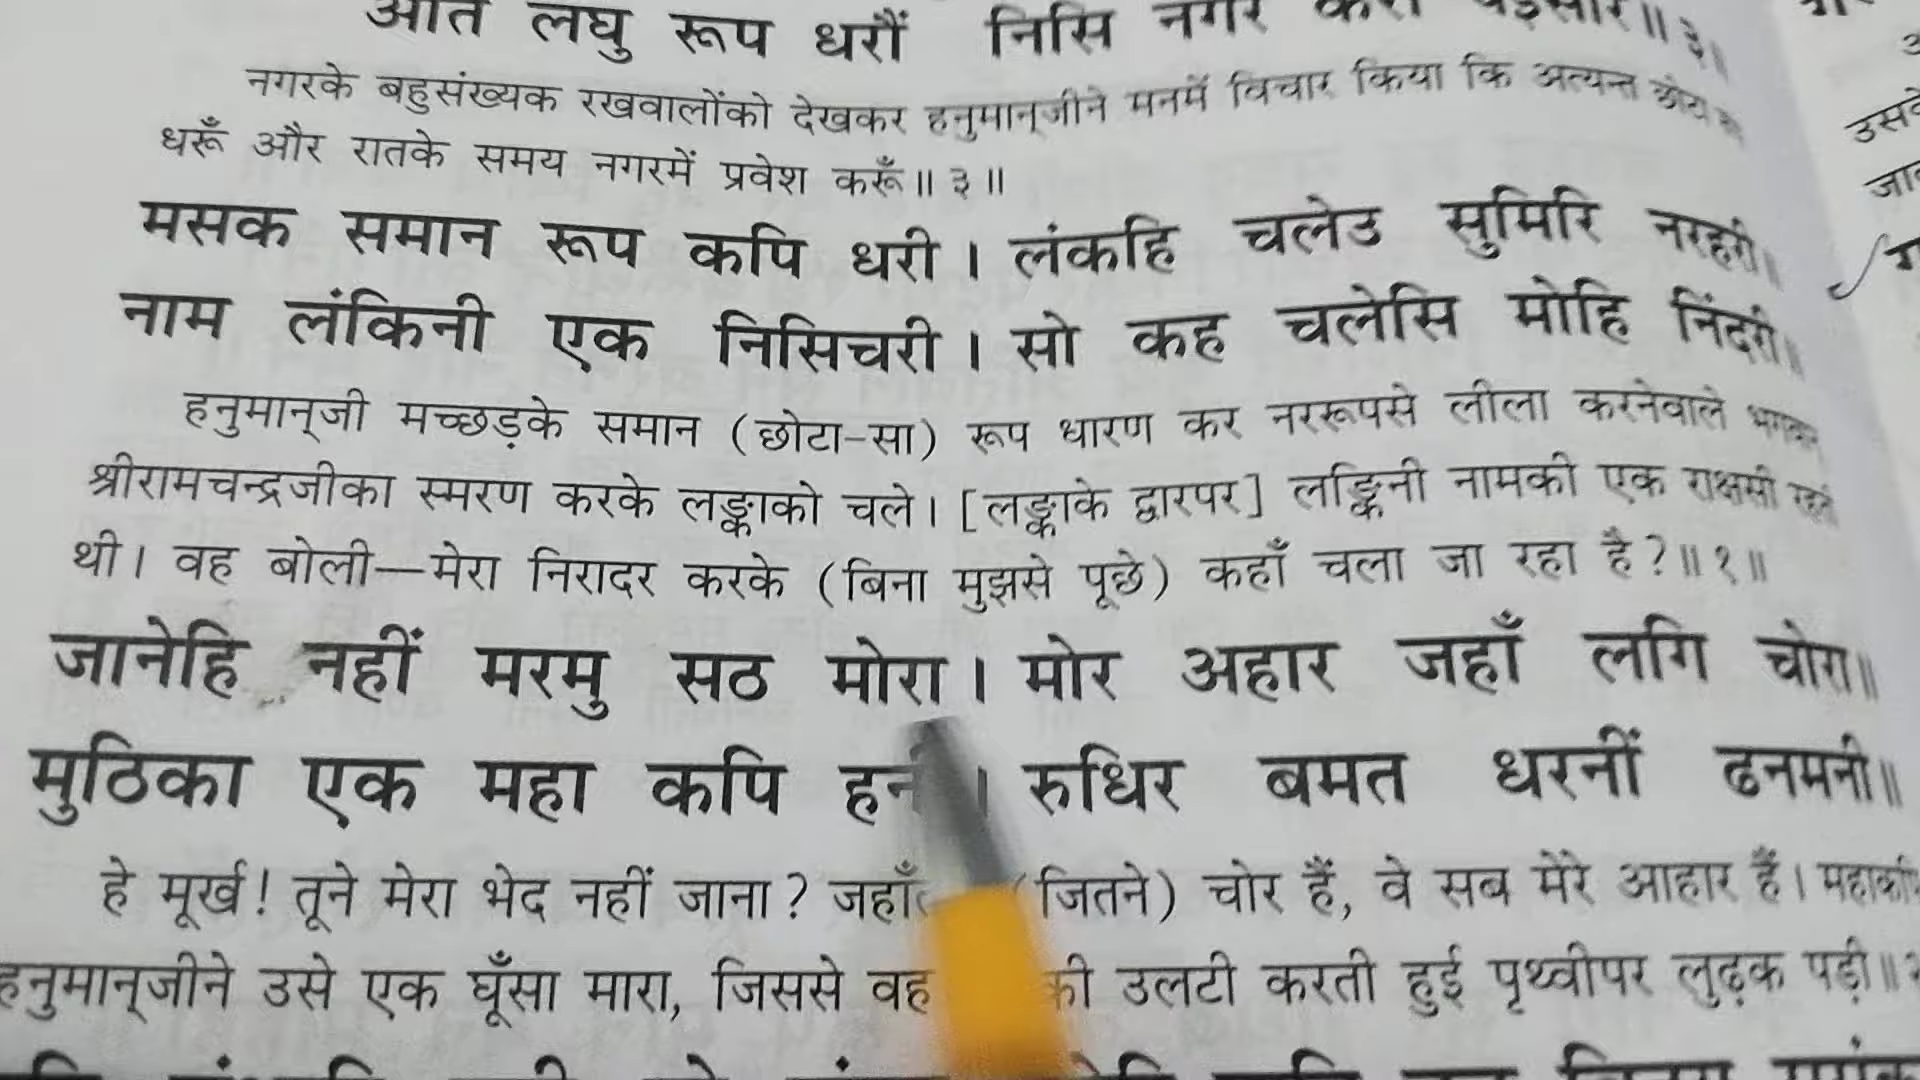 लघु रूप धरौं निसि नगर ॥ ३॥
नगरके बहुसंख्यक रखवालोंको देखकर हनुमान्‌जीने मनमें विचार किया कि अत्यन्त छोटा
धरूँ और रातके समय नगरमें प्रवेश करूँ॥ ३ ॥
मसक समान रूप कपि धरी। लंकहि चलेउ सुमिरि नरहरी॥
नाम लंकिनी एक निसिचरी। सो कह चलेसि मोहि निंदरी॥
हनुमान्‌जी मच्छड़के समान (छोटा-सा) रूप धारण कर नररूपसे लीला करनेवाले भगवान्
श्रीरामचन्द्रजीका स्मरण करके लङ्काको चले। [लङ्काके द्वारपर] लङ्किनी नामकी एक राक्षसी
थी। वह बोली—मेरा निरादर करके (बिना मुझसे पूछे) कहाँ चला जा रहा है?॥ १॥
जानेहि नहीं मरमु सठ मोरा। मोर अहार जहाँ लगि चोरा॥
मुठिका एक महा कपि । रुधिर बमत धरनीं ढनमनी॥
हे मूर्ख! तूने मेरा भेद नहीं जाना? (जितने) चोर हैं, वे सब मेरे आहार हैं।
हनुमान्‌जीने उसे एक घूँसा मारा, जिससे वह उलटी करती हुई पृथ्वीपर लुढ़क पड़ी॥